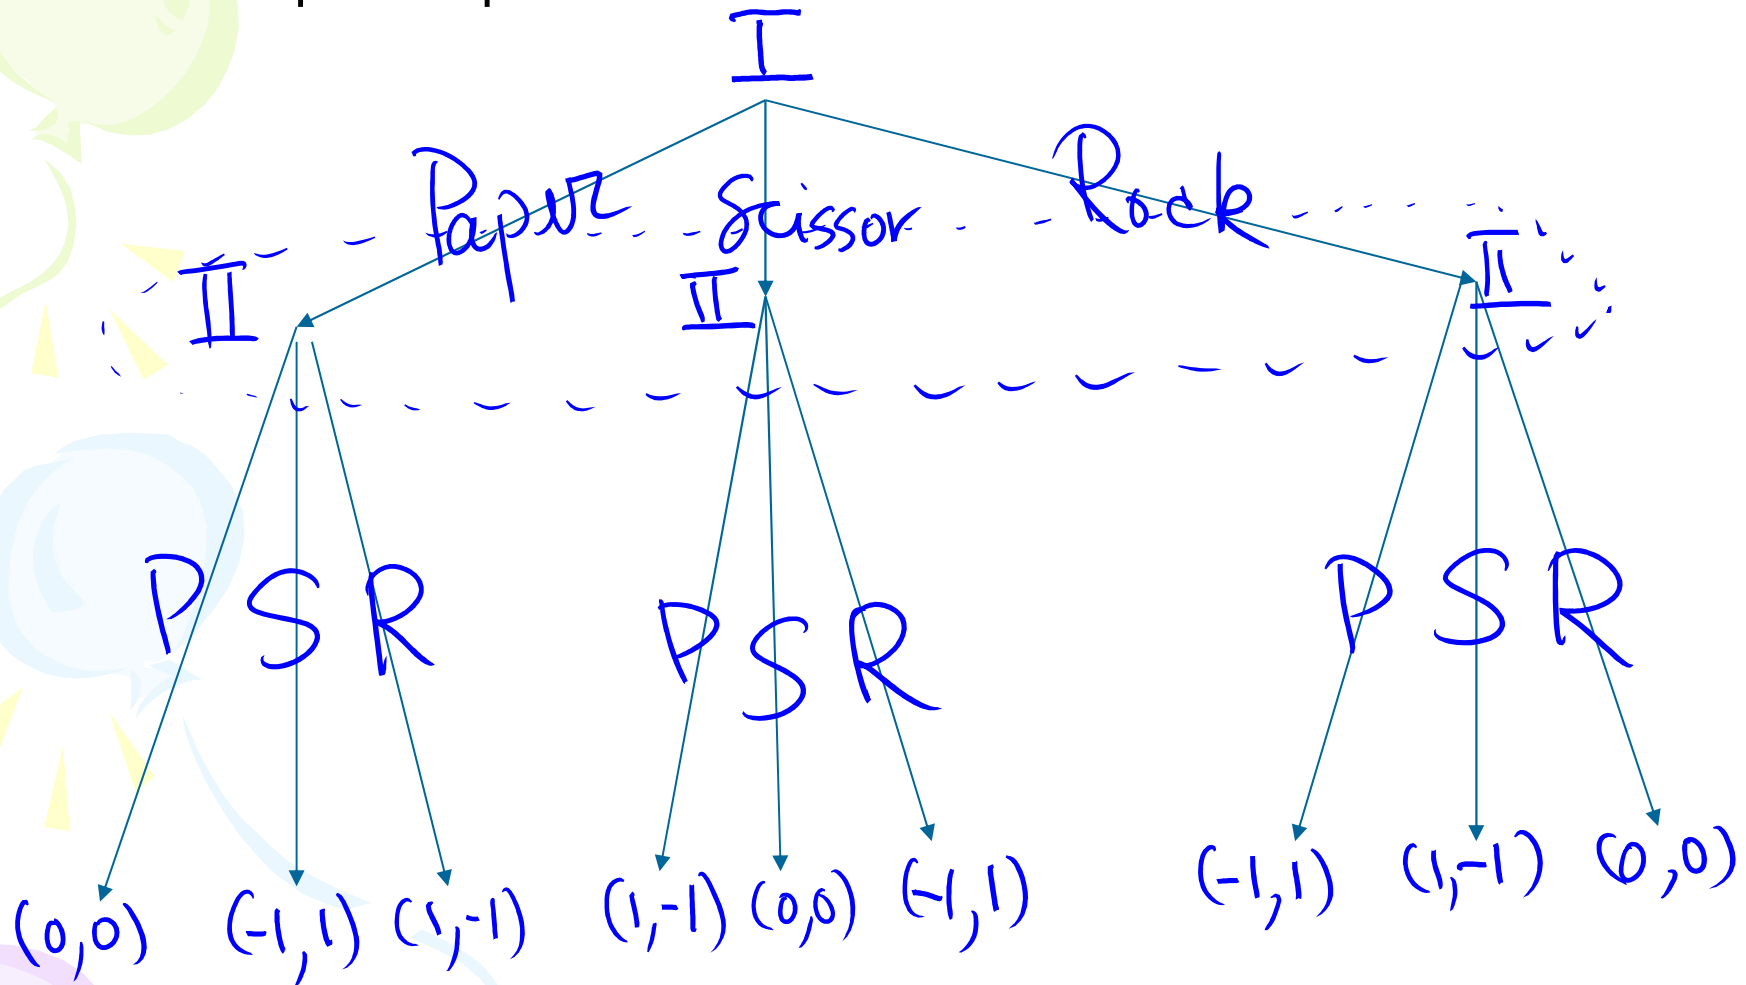 I
Paper Scissor Rock
II II II
P S R P S R P S R
(0,0) (-1,1) (1,-1) (1,-1) (0,0) (-1,1) (-1,1) (1,-1) (0,0)